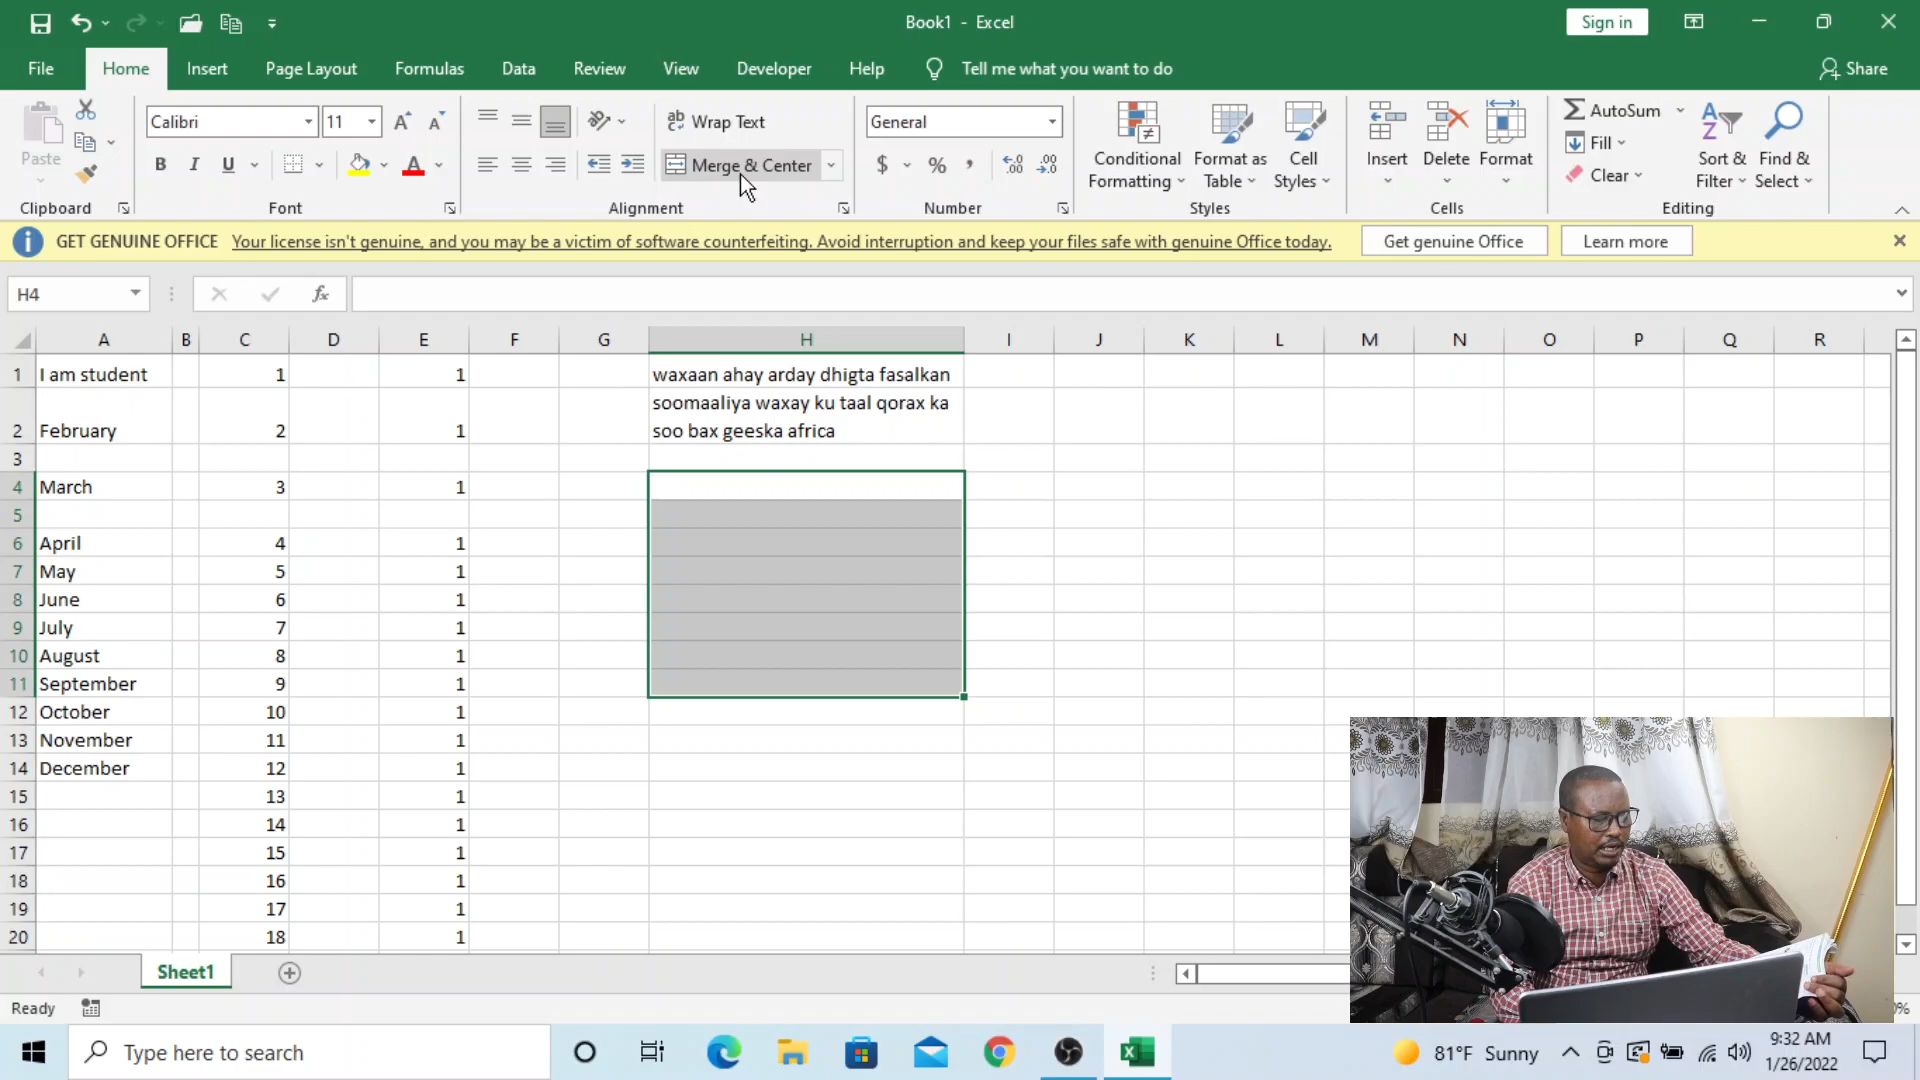 Book1 - Excel
Sign in
File Home Insert Page Layout Formulas Data Review View Developer Help Tell me what you want to do Share
Paste
Calibri 11
B I U A
ab Wrap Text
Merge & Center
General
$ % ,
Conditional Formatting
Format as Table
Cell Styles
Insert Delete Format
AutoSum
Fill
Clear
Sort & Filter
Find & Select
Clipboard Font Alignment Number Styles Cells Editing
GET GENUINE OFFICE Your license isn't genuine, and you may be a victim of software counterfeiting. Avoid interruption and keep your files safe with genuine Office today. Get genuine Office Learn more
H4 fx
A B C D E F G H I J K L M N O P Q R
1 I am student 1 1 waxaan ahay arday dhigta fasalkan
soomaaliya waxay ku taal qorax ka
2 February 2 1 soo bax geeska africa
3
4 March 3 1
5
6 April 4 1
7 May 5 1
8 June 6 1
9 July 7 1
10 August 8 1
11 September 9 1
12 October 10 1
13 November 11 1
14 December 12 1
15 13 1
16 14 1
17 15 1
18 16 1
19 17 1
20 18 1
Sheet1
Ready
Type here to search
81°F Sunny
9:32 AM
1/26/2022